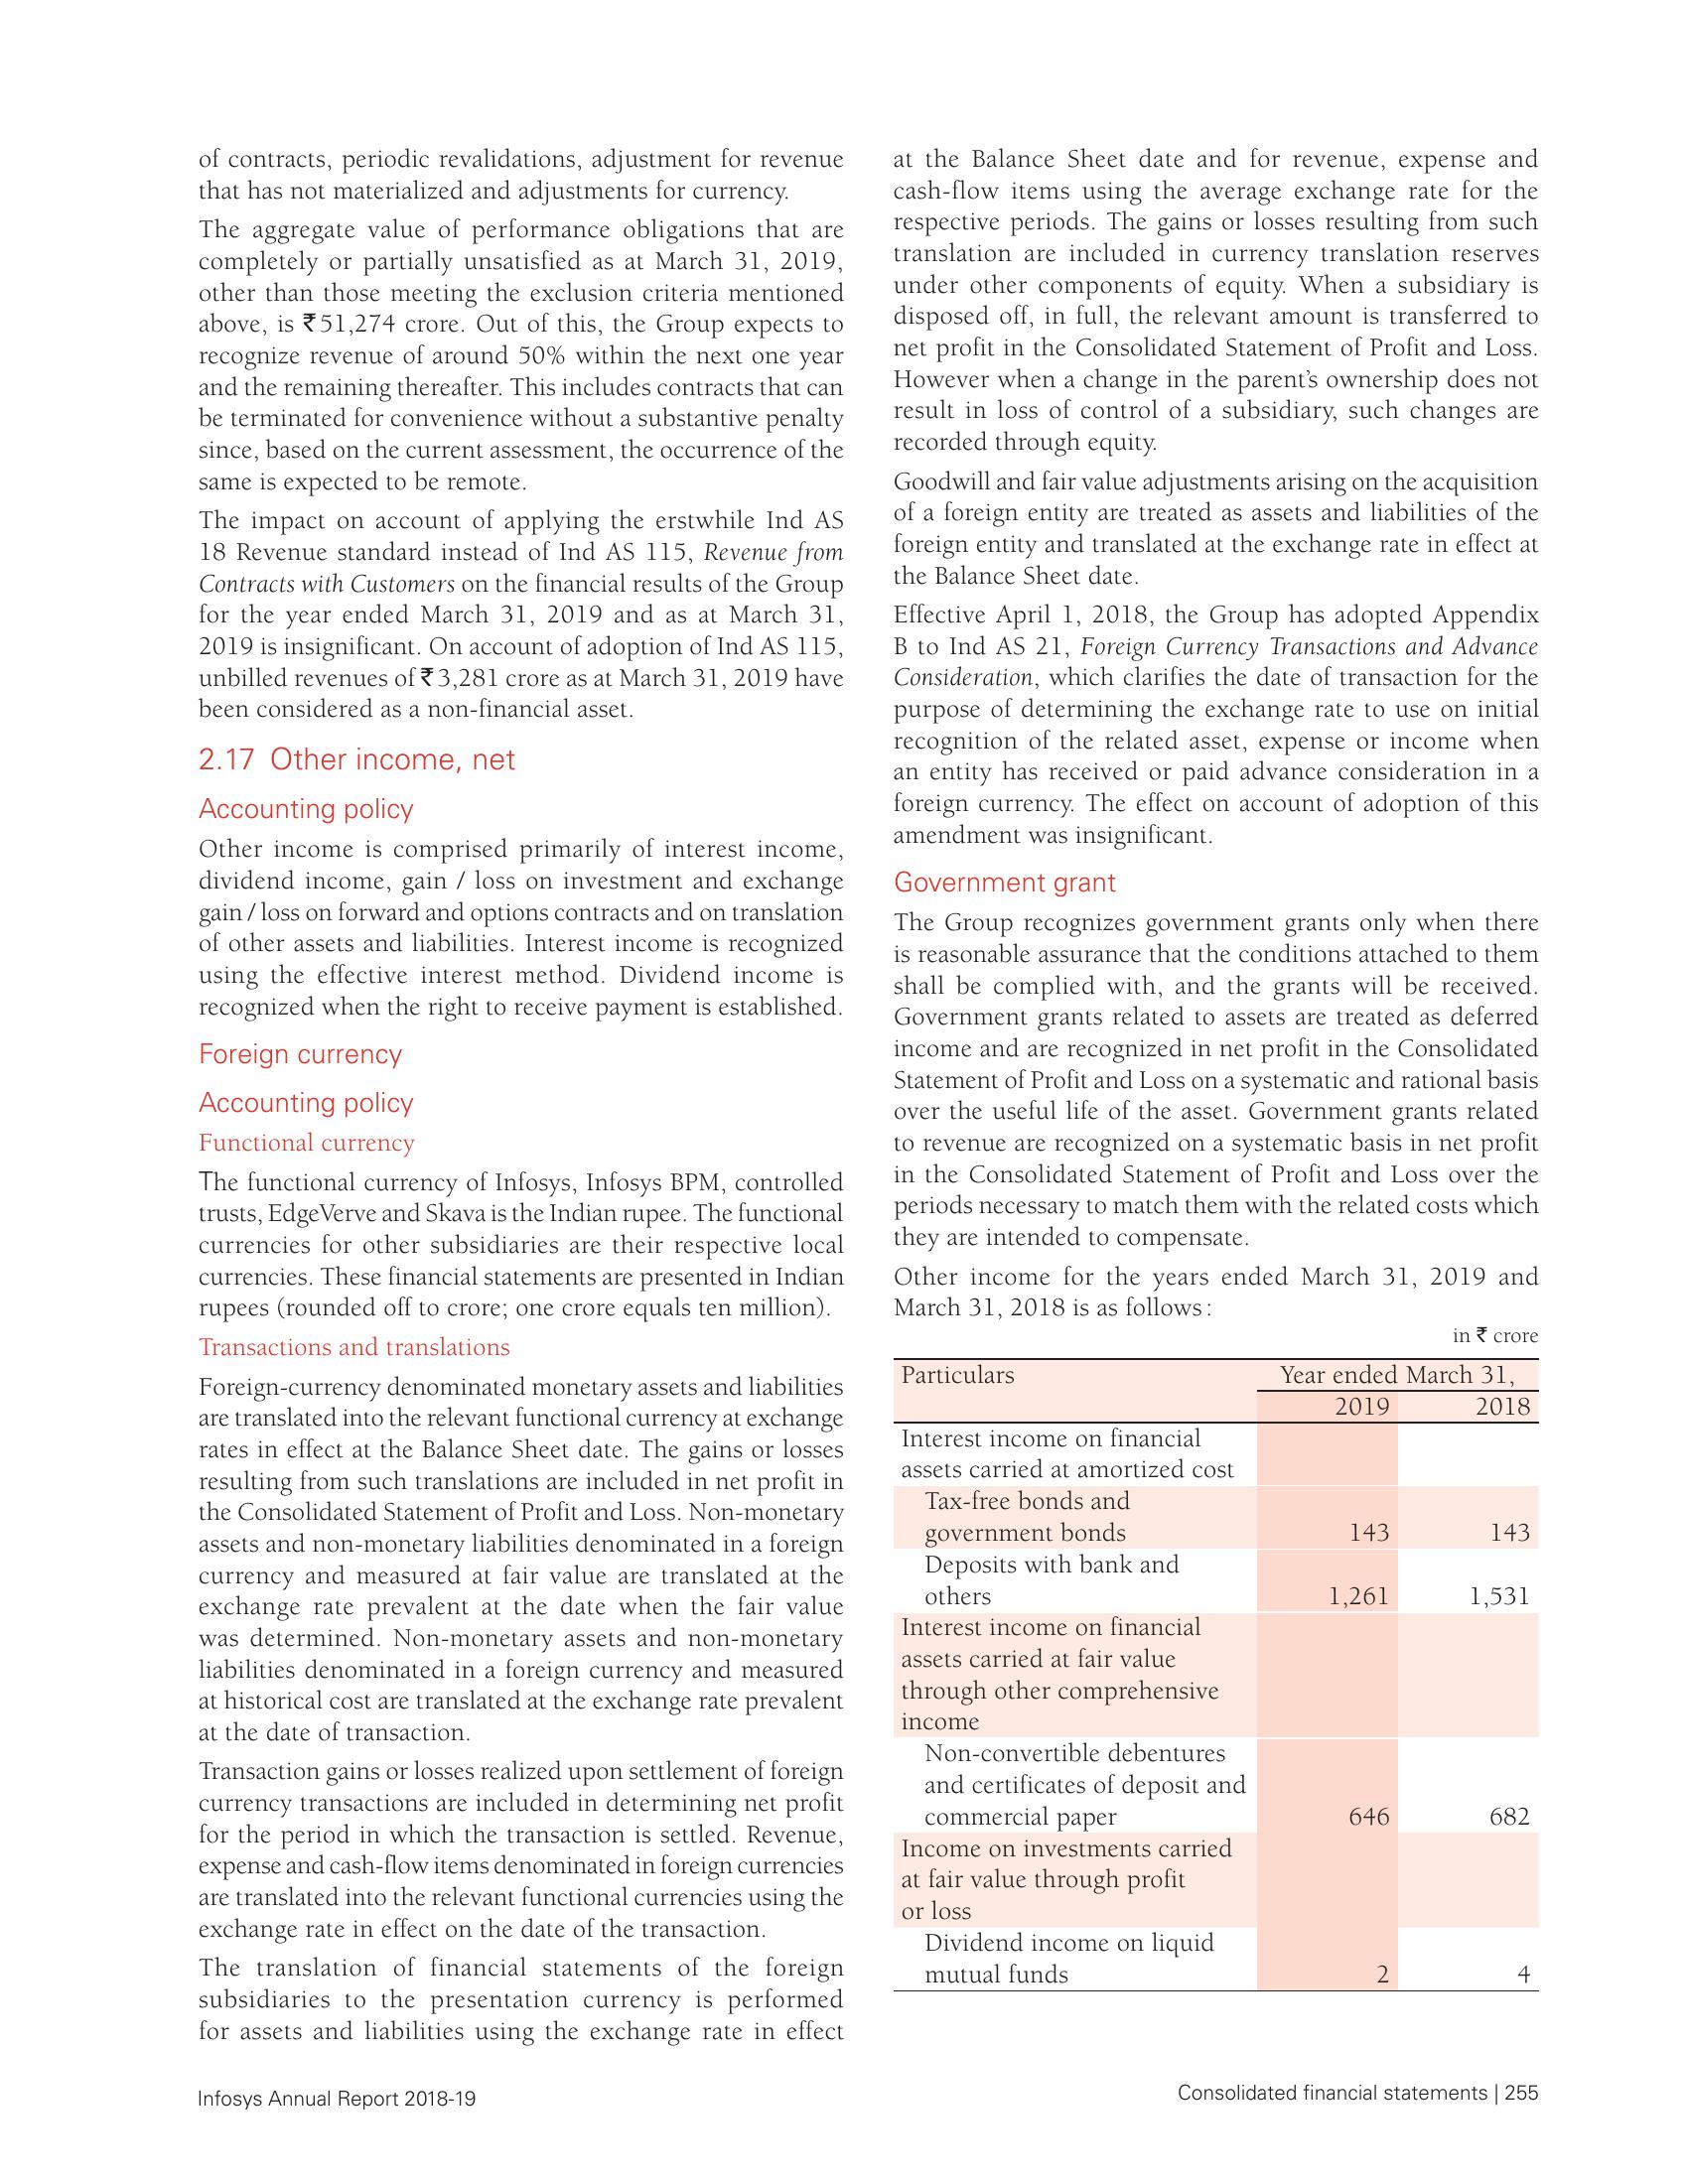 of contracts, periodic revalidations, adjustment for revenue
that has not materialized and adjustments for currency.
The aggregate value of performance obligations that are
completely or partially unsatisfied as at March 31, 2019,
other than those meeting the exclusion criteria mentioned
above, is ₹51,274 crore. Out of this, the Group expects to
recognize revenue of around 50% within the next one year
and the remaining thereafter. This includes contracts that can
be terminated for convenience without a substantive penalty
since, based on the current assessment, the occurrence of the
same is expected to be remote.
The impact on account of applying the erstwhile Ind AS
18 Revenue standard instead of Ind AS 115, Revenue from
Contracts with Customers on the financial results of the Group
for the year ended March 31, 2019 and as at March 31,
2019 is insignificant. On account of adoption of Ind AS 115,
unbilled revenues of ₹3,281 crore as at March 31, 2019 have
been considered as a non-financial asset.
2.17 Other income, net
Accounting policy
Other income is comprised primarily of interest income,
dividend income, gain / loss on investment and exchange
gain / loss on forward and options contracts and on translation
of other assets and liabilities. Interest income is recognized
using the effective interest method. Dividend income is
recognized when the right to receive payment is established.
Foreign currency
Accounting policy
Functional currency
The functional currency of Infosys, Infosys BPM, controlled
trusts, EdgeVerve and Skava is the Indian rupee. The functional
currencies for other subsidiaries are their respective local
currencies. These financial statements are presented in Indian
rupees (rounded off to crore; one crore equals ten million).
Transactions and translations
Foreign-currency denominated monetary assets and liabilities
are translated into the relevant functional currency at exchange
rates in effect at the Balance Sheet date. The gains or losses
resulting from such translations are included in net profit in
the Consolidated Statement of Profit and Loss. Non-monetary
assets and non-monetary liabilities denominated in a foreign
currency and measured at fair value are translated at the
exchange rate prevalent at the date when the fair value
was determined. Non-monetary assets and non-monetary
liabilities denominated in a foreign currency and measured
at historical cost are translated at the exchange rate prevalent
at the date of transaction.
Transaction gains or losses realized upon settlement of foreign
currency transactions are included in determining net profit
for the period in which the transaction is settled. Revenue,
expense and cash-flow items denominated in foreign currencies
are translated into the relevant functional currencies using the
exchange rate in effect on the date of the transaction.
The translation of financial statements of the foreign
subsidiaries to the presentation currency is performed
for assets and liabilities using the exchange rate in effect
at the Balance Sheet date and for revenue, expense and
cash-flow items using the average exchange rate for the
respective periods. The gains or losses resulting from such
translation are included in currency translation reserves
under other components of equity. When a subsidiary is
disposed off, in full, the relevant amount is transferred to
net profit in the Consolidated Statement of Profit and Loss.
However when a change in the parent's ownership does not
result in loss of control of a subsidiary, such changes are
recorded through equity.
Goodwill and fair value adjustments arising on the acquisition
of a foreign entity are treated as assets and liabilities of the
foreign entity and translated at the exchange rate in effect at
the Balance Sheet date.
Effective April 1, 2018, the Group has adopted Appendix
B to Ind AS 21, Foreign Currency Transactions and Advance
Consideration, which clarifies the date of transaction for the
purpose of determining the exchange rate to use on initial
recognition of the related asset, expense or income when
an entity has received or paid advance consideration in a
foreign currency. The effect on account of adoption of this
amendment was insignificant.
Government grant
The Group recognizes government grants only when there
is reasonable assurance that the conditions attached to them
shall be complied with, and the grants will be received.
Government grants related to assets are treated as deferred
income and are recognized in net profit in the Consolidated
Statement of Profit and Loss on a systematic and rational basis
over the useful life of the asset. Government grants related
to revenue are recognized on a systematic basis in net profit
in the Consolidated Statement of Profit and Loss over the
periods necessary to match them with the related costs which
they are intended to compensate.
Other income for the years ended March 31, 2019 and
March 31, 2018 is as follows:
in ₹ crore
Particulars Year ended March 31,
2019 2018
Interest income on financial
assets carried at amortized cost
Tax-free bonds and
government bonds 143 143
Deposits with bank and
others 1,261 1,531
Interest income on financial
assets carried at fair value
through other comprehensive
income
Non-convertible debentures
and certificates of deposit and
commercial paper 646 682
Income on investments carried
at fair value through profit
or loss
Dividend income on liquid
mutual funds 2 4
Infosys Annual Report 2018-19
Consolidated financial statements | 255